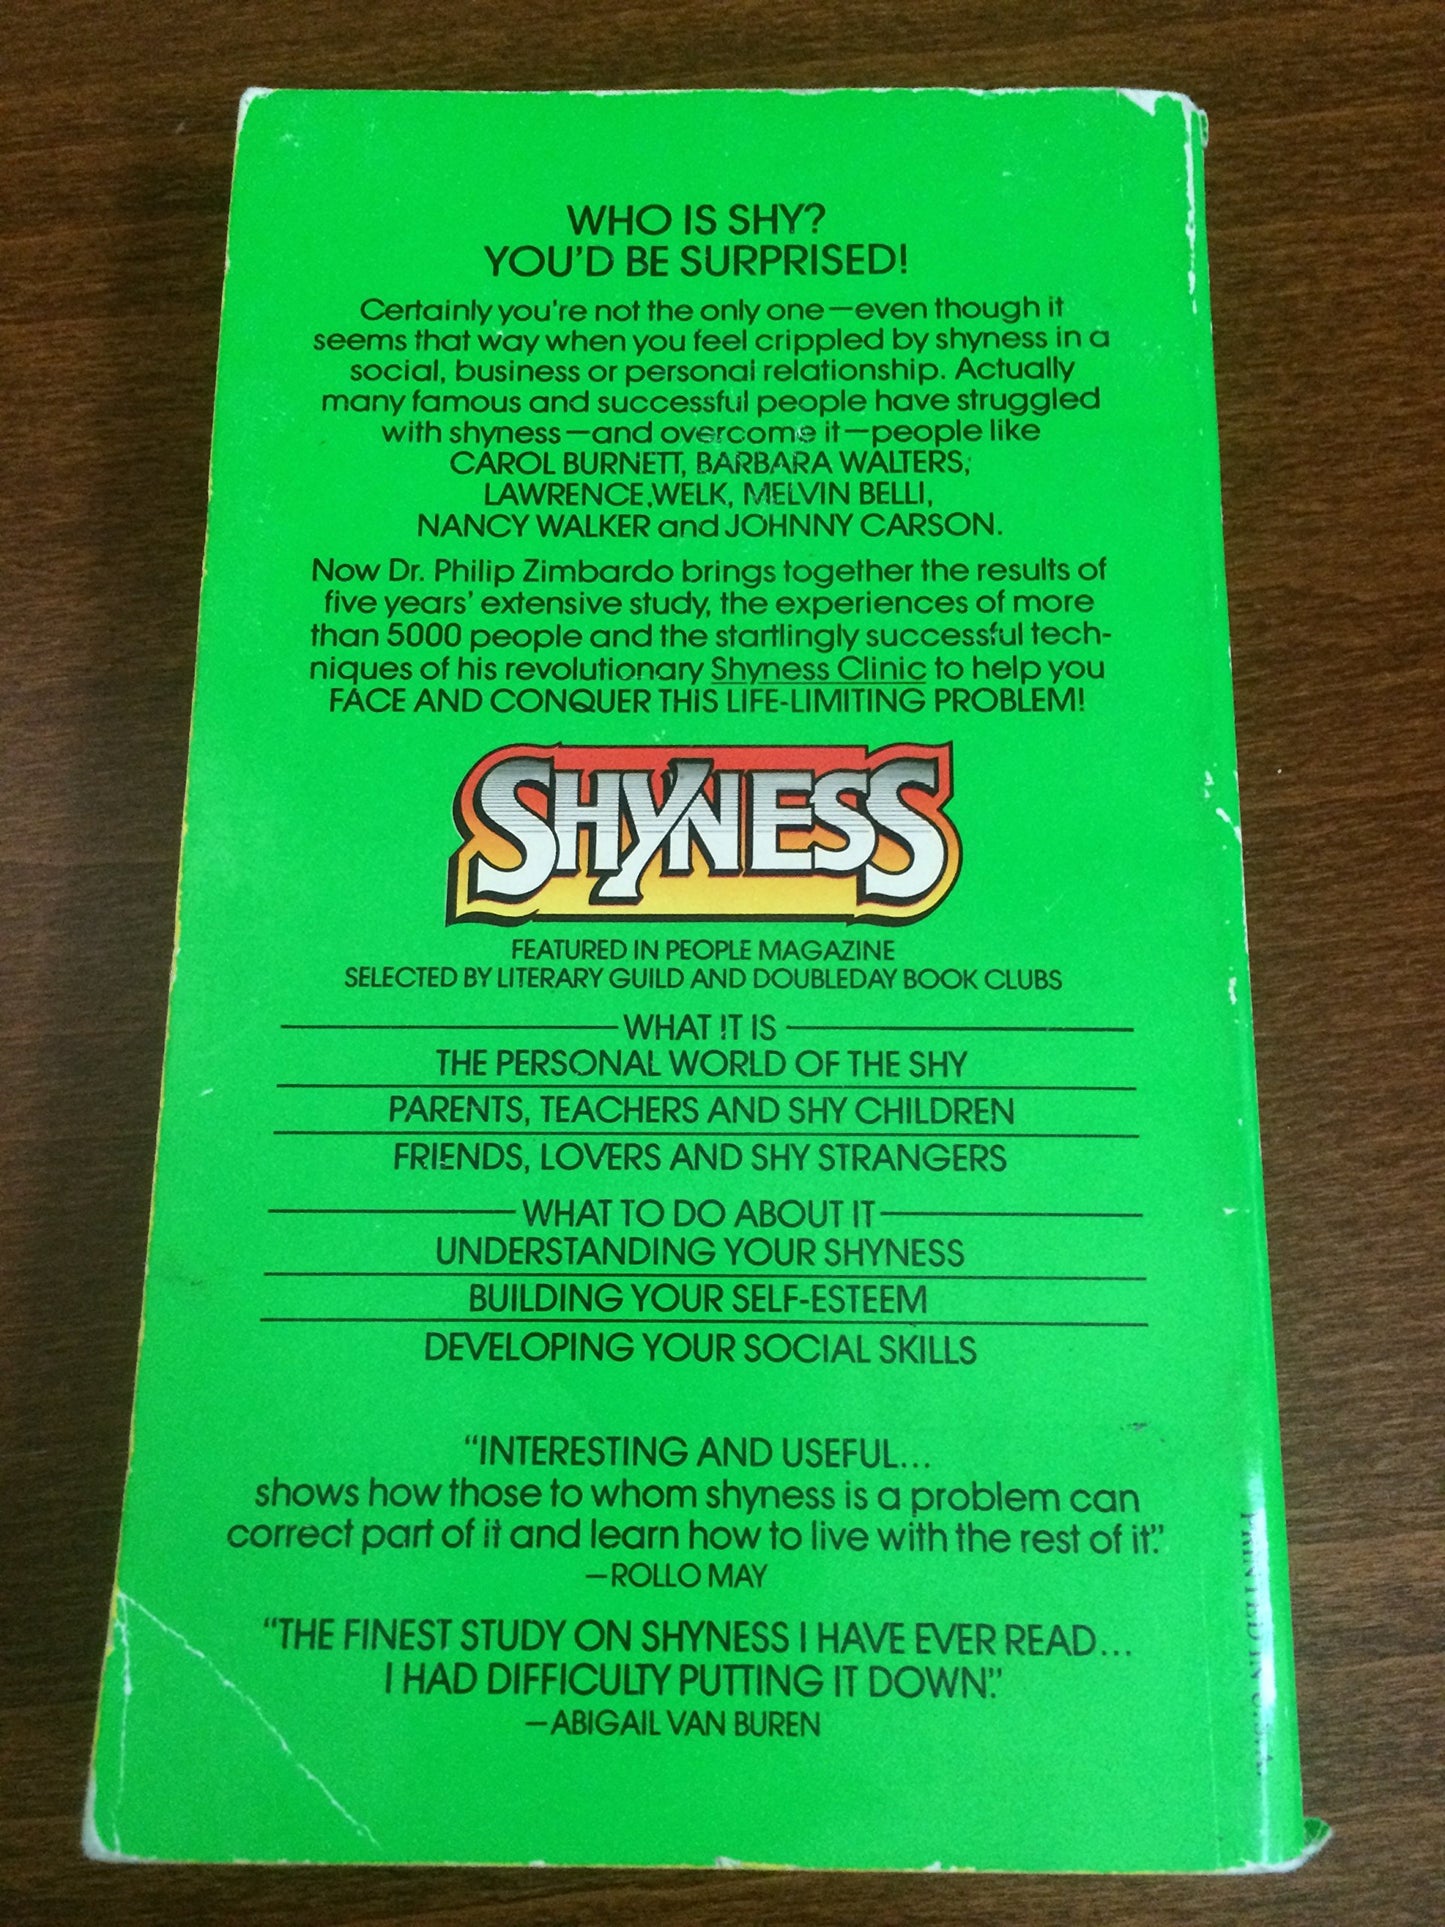 WHO IS SHY?
YOU'D BE SURPRISED!
Certainly you're not the only one—even though it
seems that way when you feel crippled by shyness in a
social, business or personal relationship. Actually
many famous and successful people have struggled
with shyness—and overcome it—people like
CAROL BURNETT, BARBARA WALTERS,
LAWRENCE WELK, MELVIN BELLI,
NANCY WALKER and JOHNNY CARSON.
Now Dr. Philip Zimbardo brings together the results of
five years' extensive study, the experiences of more
than 5000 people and the startlingly successful tech-
niques of his revolutionary Shyness Clinic to help you
FACE AND CONQUER THIS LIFE-LIMITING PROBLEM!
SHYNESS
FEATURED IN PEOPLE MAGAZINE
SELECTED BY LITERARY GUILD AND DOUBLEDAY BOOK CLUBS
WHAT IT IS
THE PERSONAL WORLD OF THE SHY
PARENTS, TEACHERS AND SHY CHILDREN
FRIENDS, LOVERS AND SHY STRANGERS
WHAT TO DO ABOUT IT
UNDERSTANDING YOUR SHYNESS
BUILDING YOUR SELF-ESTEEM
DEVELOPING YOUR SOCIAL SKILLS
“INTERESTING AND USEFUL...
shows how those to whom shyness is a problem can
correct part of it and learn how to live with the rest of it.”
—ROLLO MAY
“THE FINEST STUDY ON SHYNESS I HAVE EVER READ...
I HAD DIFFICULTY PUTTING IT DOWN.”
—ABIGAIL VAN BUREN
PRINTED IN U.S.A.